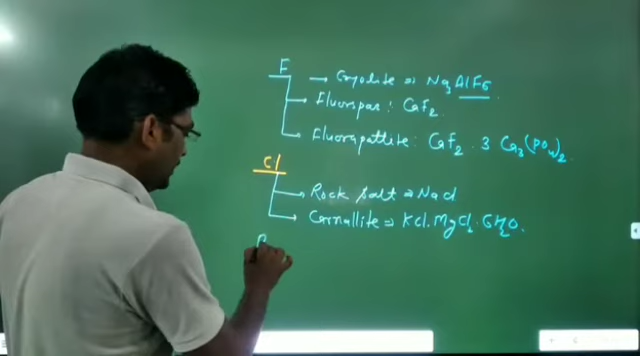 F
→ Cryolite ⇒ Na3AlF6
→ Fluorspar : CaF2.
→ Fluorapatite : CaF2 . 3 Ca3(PO4)2.
Cl
→ Rock salt ⇒ NaCl
→ Carnallite ⇒ KCl.MgCl2.6H2O.